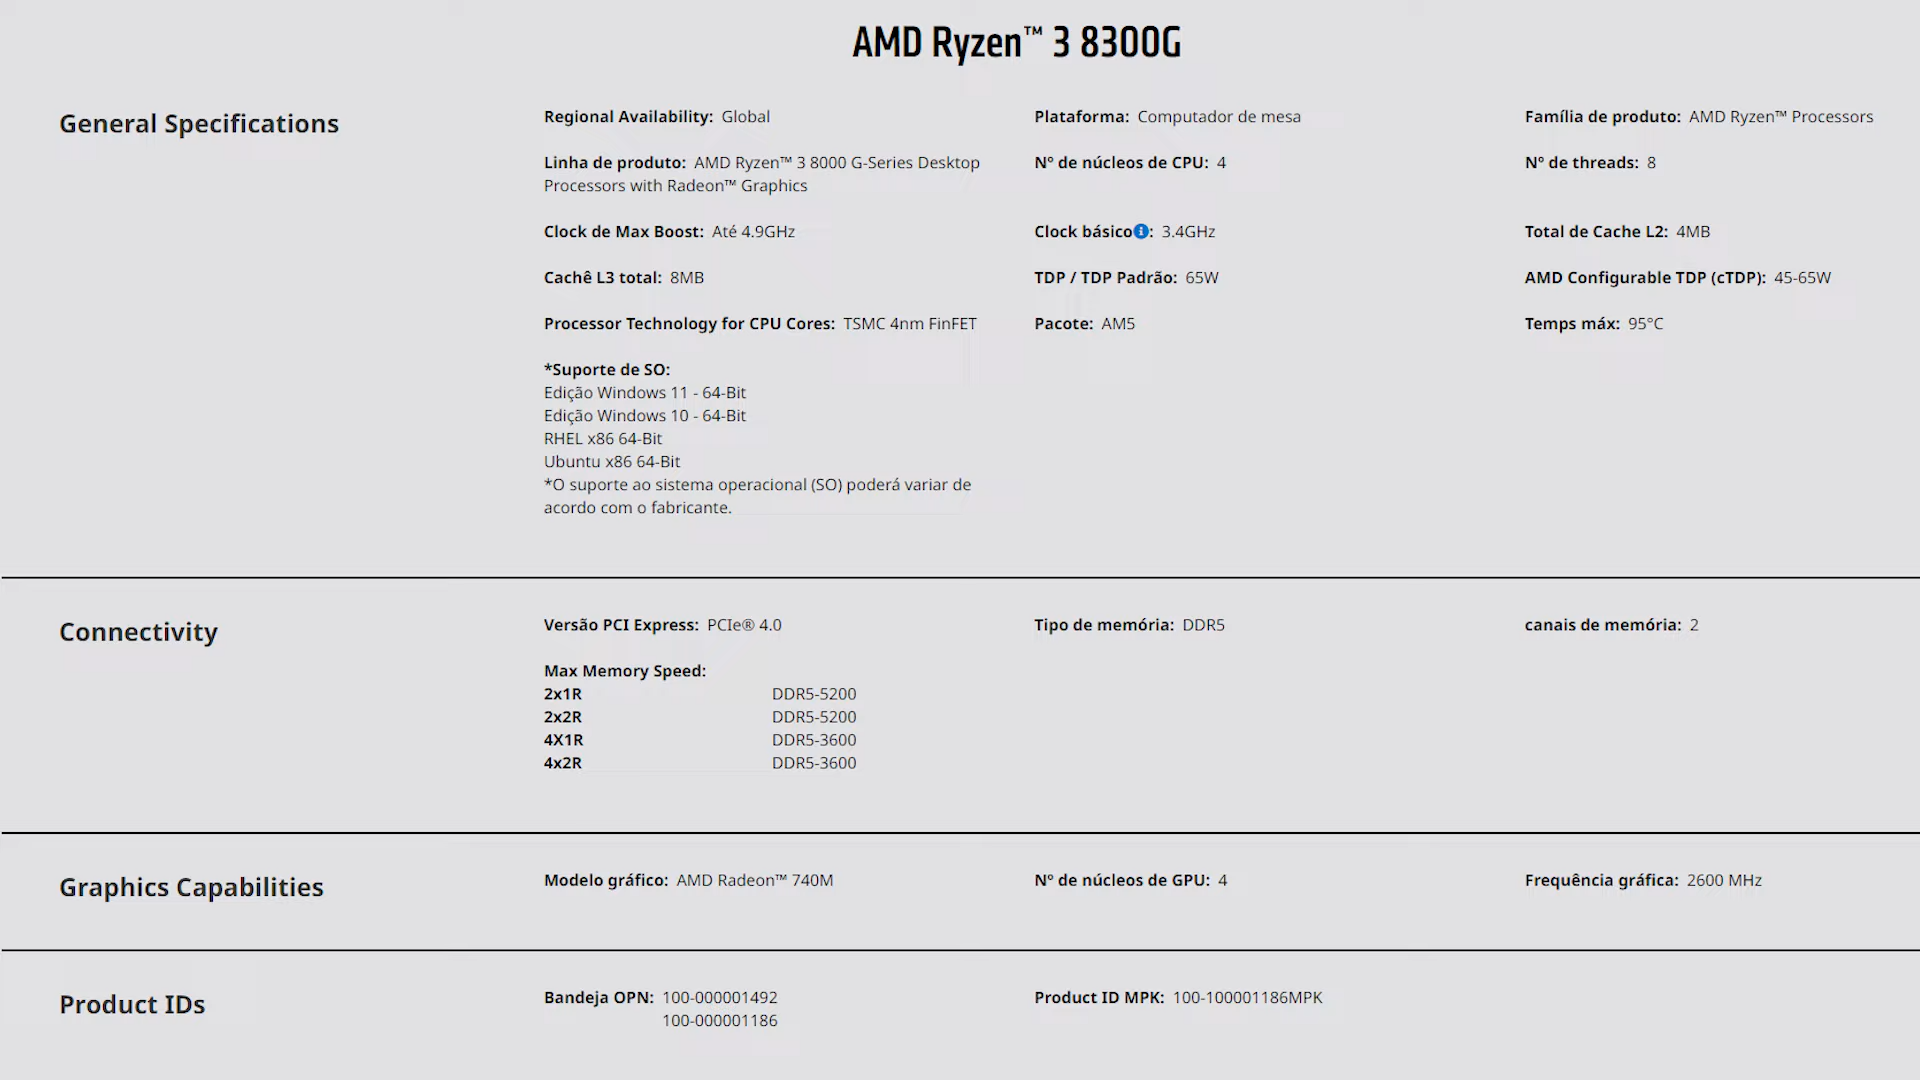 AMD Ryzen™ 3 8300G
General Specifications
Regional Availability: Global
Plataforma: Computador de mesa
Família de produto: AMD Ryzen™ Processors
Linha de produto: AMD Ryzen™ 3 8000 G-Series Desktop
Processors with Radeon™ Graphics
Nº de núcleos de CPU: 4
Nº de threads: 8
Clock de Max Boost: Até 4.9GHz
Clock básico: 3.4GHz
Total de Cache L2: 4MB
Cachê L3 total: 8MB
TDP / TDP Padrão: 65W
AMD Configurable TDP (cTDP): 45-65W
Processor Technology for CPU Cores: TSMC 4nm FinFET
Pacote: AM5
Temps máx: 95°C
*Suporte de SO:
Edição Windows 11 - 64-Bit
Edição Windows 10 - 64-Bit
RHEL x86 64-Bit
Ubuntu x86 64-Bit
*O suporte ao sistema operacional (SO) poderá variar de
acordo com o fabricante.
Connectivity
Versão PCI Express: PCIe® 4.0
Tipo de memória: DDR5
canais de memória: 2
Max Memory Speed:
2x1R DDR5-5200
2x2R DDR5-5200
4X1R DDR5-3600
4x2R DDR5-3600
Graphics Capabilities
Modelo gráfico: AMD Radeon™ 740M
Nº de núcleos de GPU: 4
Frequência gráfica: 2600 MHz
Product IDs
Bandeja OPN: 100-000001492
100-000001186
Product ID MPK: 100-100001186MPK